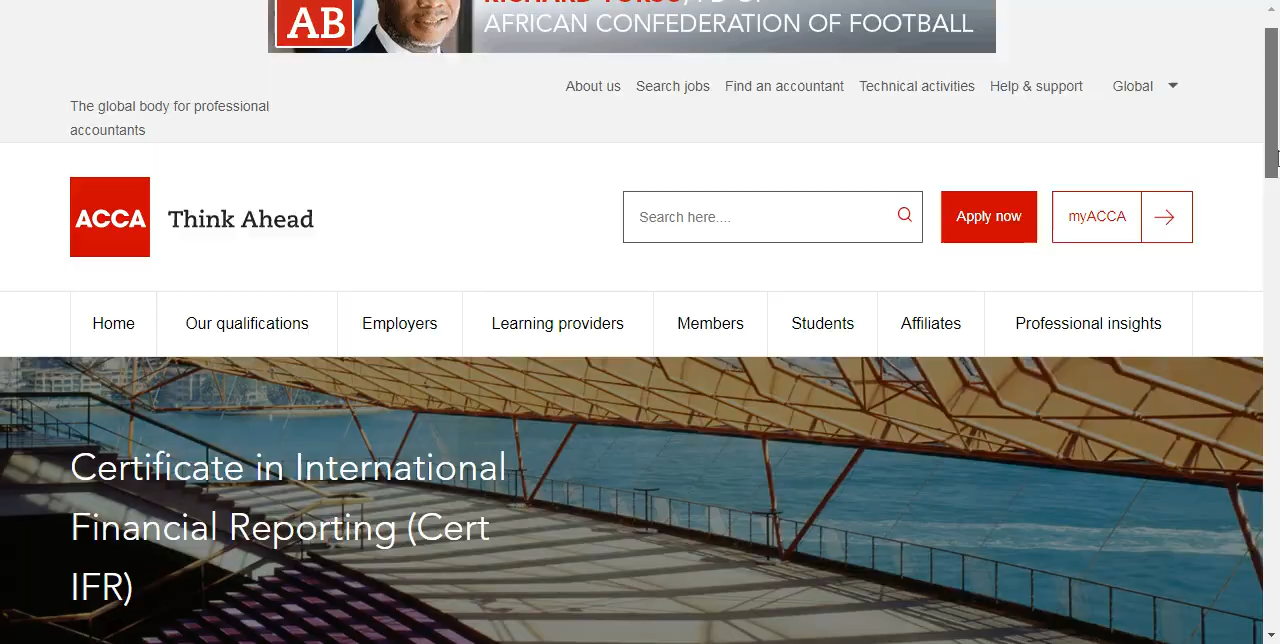 AB
AFRICAN CONFEDERATION OF FOOTBALL
About us Search jobs Find an accountant Technical activities Help & support Global
The global body for professional
accountants
ACCA Think Ahead
Search here.... Apply now myACCA
Home Our qualifications Employers Learning providers Members Students Affiliates Professional insights
Certificate in International
Financial Reporting (Cert
IFR)